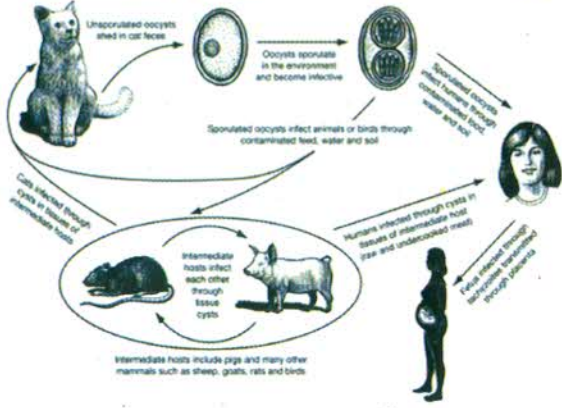 Unsporulated oocysts
shed in cat feces
Oocysts sporulate
in the environment
and become infective
Sporulated oocysts
infect humans through
contaminated food,
water and soil
Sporulated oocysts infect animals or birds through
contaminated feed, water and soil
Cats infected through
cysts in tissues of
intermediate hosts
Intermediate
hosts infect
each other
through
tissue
cysts
Humans infected through cysts in
tissues of intermediate host
(raw and undercooked meat)
Fetus infected through
tachyzoites transmitted
through placenta
Intermediate hosts include pigs and many other
mammals such as sheep, goats, rats and birds